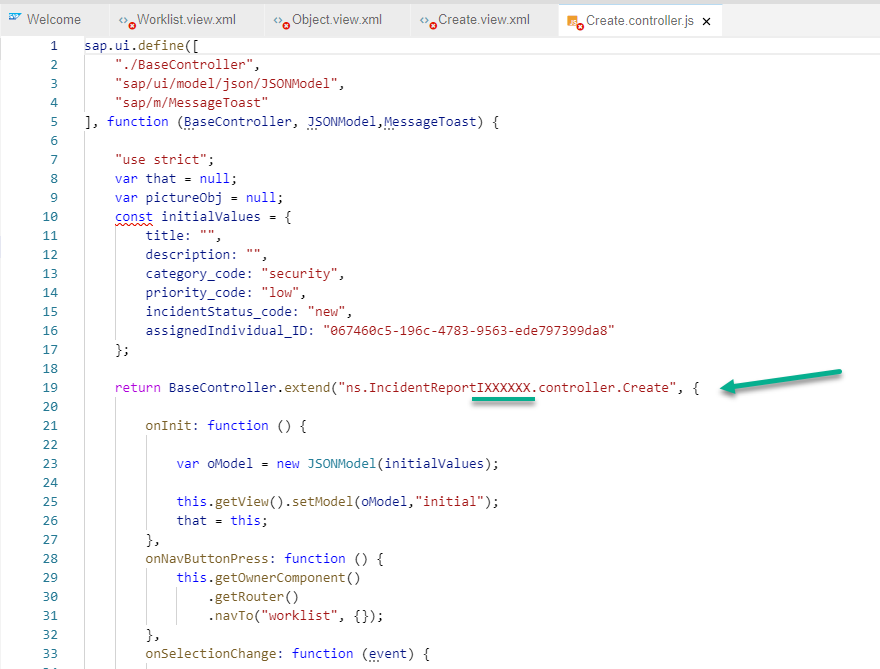 Welcome Worklist.view.xml Object.view.xml Create.view.xml Create.controller.js ×
1 sap.ui.define([
2 "./BaseController",
3 "sap/ui/model/json/JSONModel",
4 "sap/m/MessageToast"
5 ], function (BaseController, JSONModel,MessageToast) {
6
7 "use strict";
8 var that = null;
9 var pictureObj = null;
10 const initialValues = {
11 title: "",
12 description: "",
13 category_code: "security",
14 priority_code: "low",
15 incidentStatus_code: "new",
16 assignedIndividual_ID: "067460c5-196c-4783-9563-ede797399da8"
17 };
18
19 return BaseController.extend("ns.IncidentReportIXXXXXX.controller.Create", {
20
21 onInit: function () {
22
23 var oModel = new JSONModel(initialValues);
24
25 this.getView().setModel(oModel,"initial");
26 that = this;
27 },
28 onNavButtonPress: function () {
29 this.getOwnerComponent()
30 .getRouter()
31 .navTo("worklist", {});
32 },
33 onSelectionChange: function (event) {